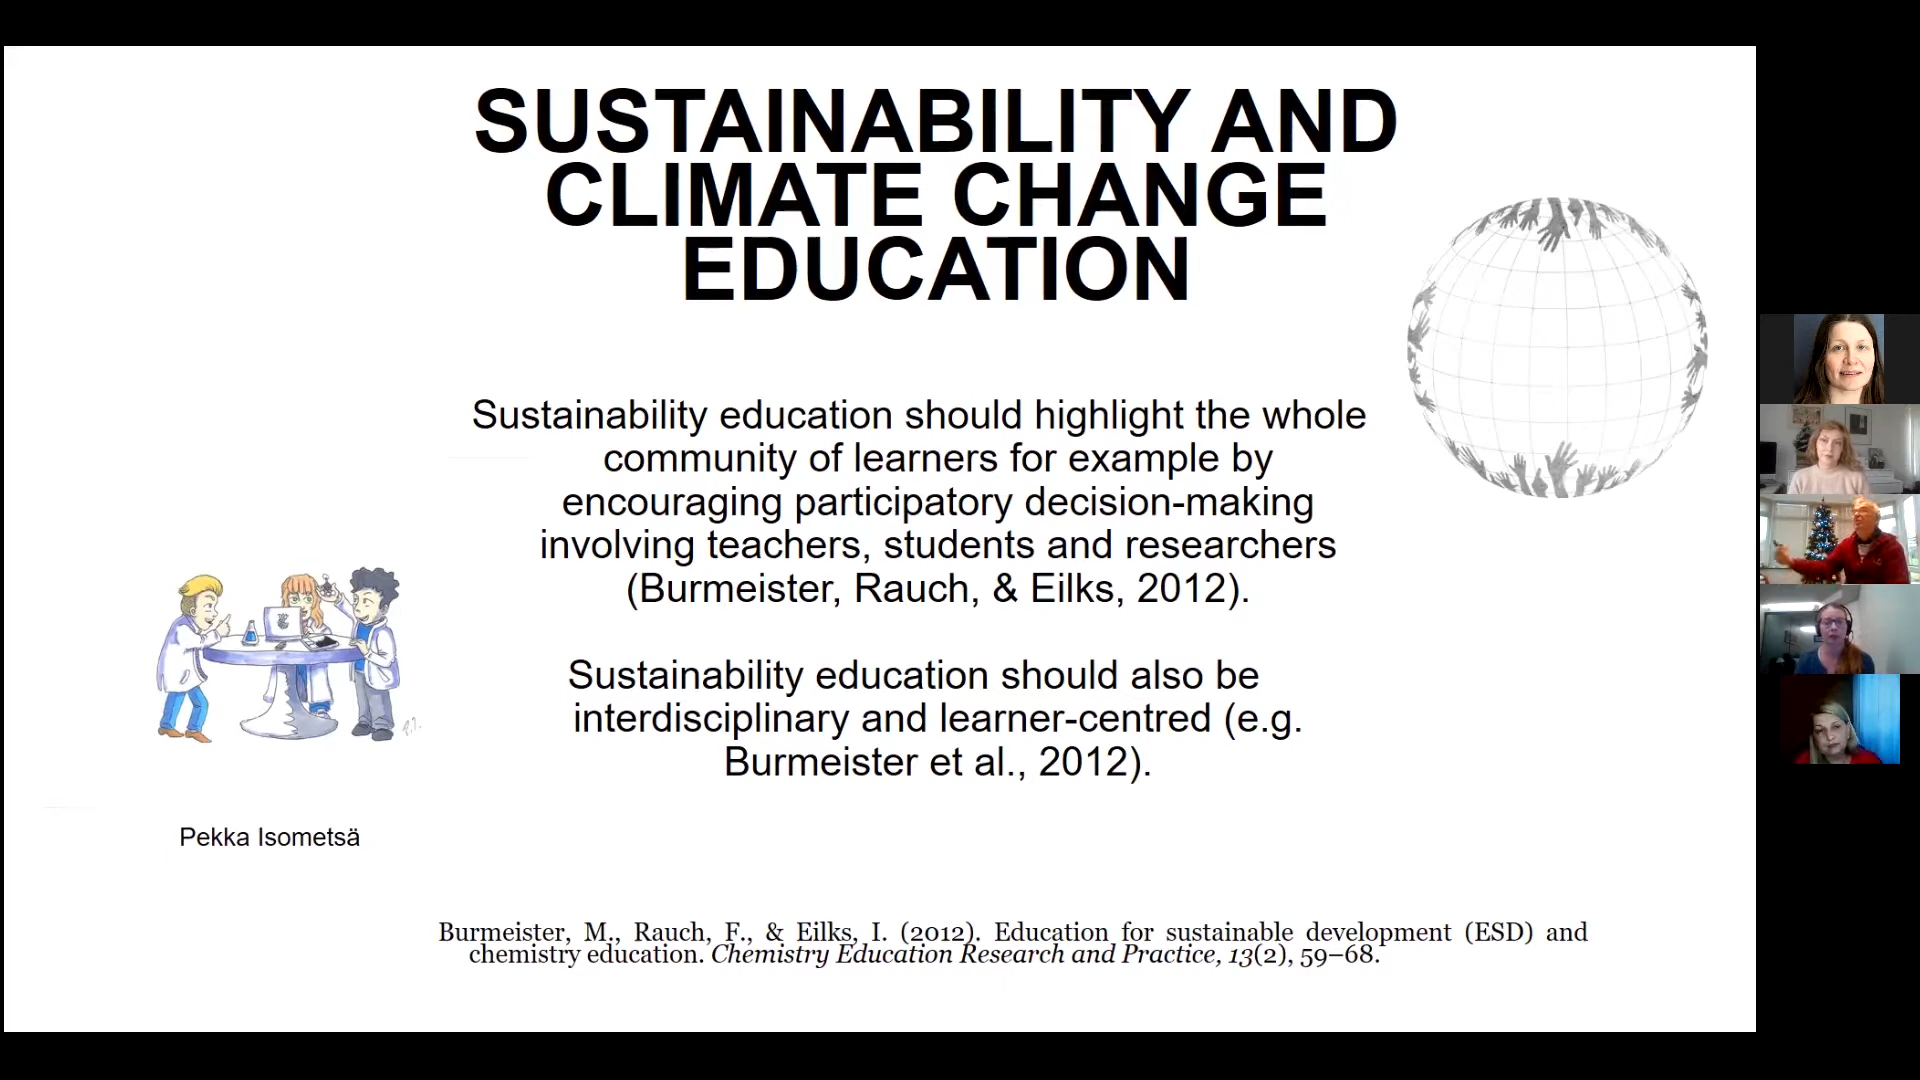 SUSTAINABILITY AND
CLIMATE CHANGE
EDUCATION
Sustainability education should highlight the whole
community of learners for example by
encouraging participatory decision-making
involving teachers, students and researchers
(Burmeister, Rauch, & Eilks, 2012).
Sustainability education should also be
interdisciplinary and learner-centred (e.g.
Burmeister et al., 2012).
Pekka Isometsä
Burmeister, M., Rauch, F., & Eilks, I. (2012). Education for sustainable development (ESD) and
chemistry education. Chemistry Education Research and Practice, 13(2), 59–68.